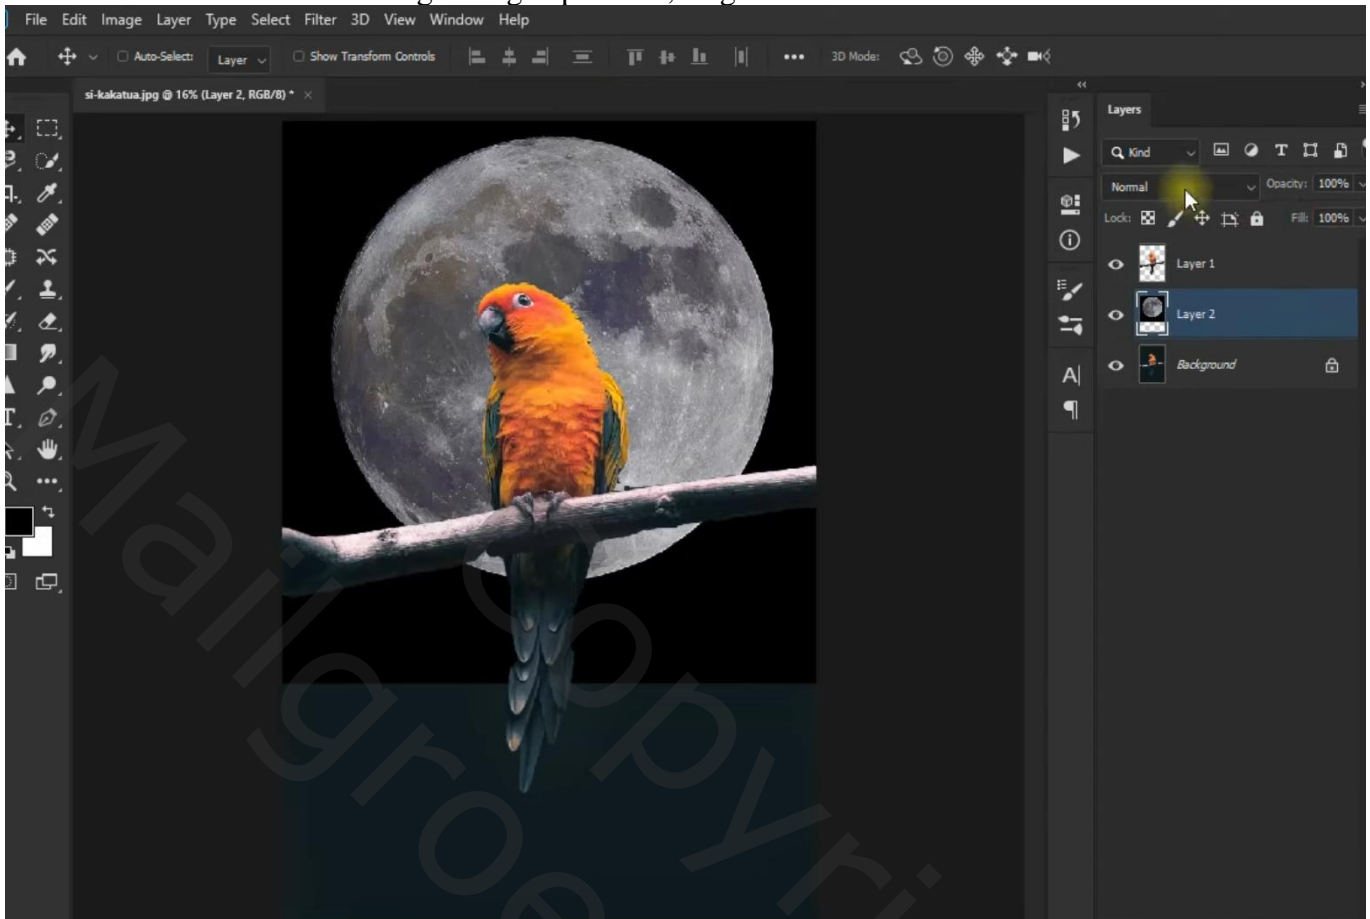 File Edit Image Layer Type Select Filter 3D View Window Help
Auto-Select: Layer Show Transform Controls 3D Mode:
si-kakatua.jpg @ 16% (Layer 2, RGB/8) * ×
Layers
Kind
Normal Opacity: 100%
Lock: Fill: 100%
Layer 1
Layer 2
Background
Copyri
Mailgroe